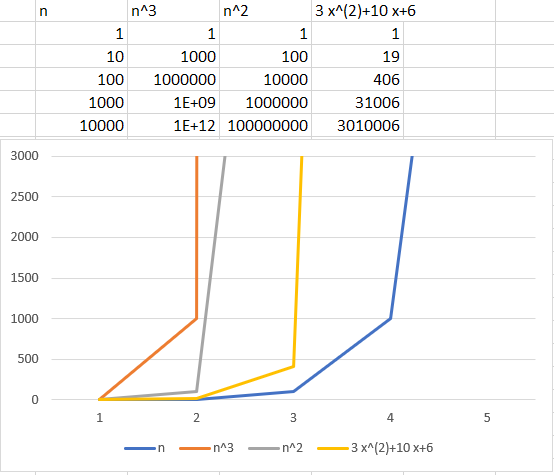 n n^3 n^2 3 x^(2)+10 x+6
1 1 1 1
10 1000 100 19
100 1000000 10000 406
1000 1E+09 1000000 31006
10000 1E+12 100000000 3010006
3000
2500
2000
1500
1000
500
0
1 2 3 4 5
n n^3 n^2 3 x^(2)+10 x+6